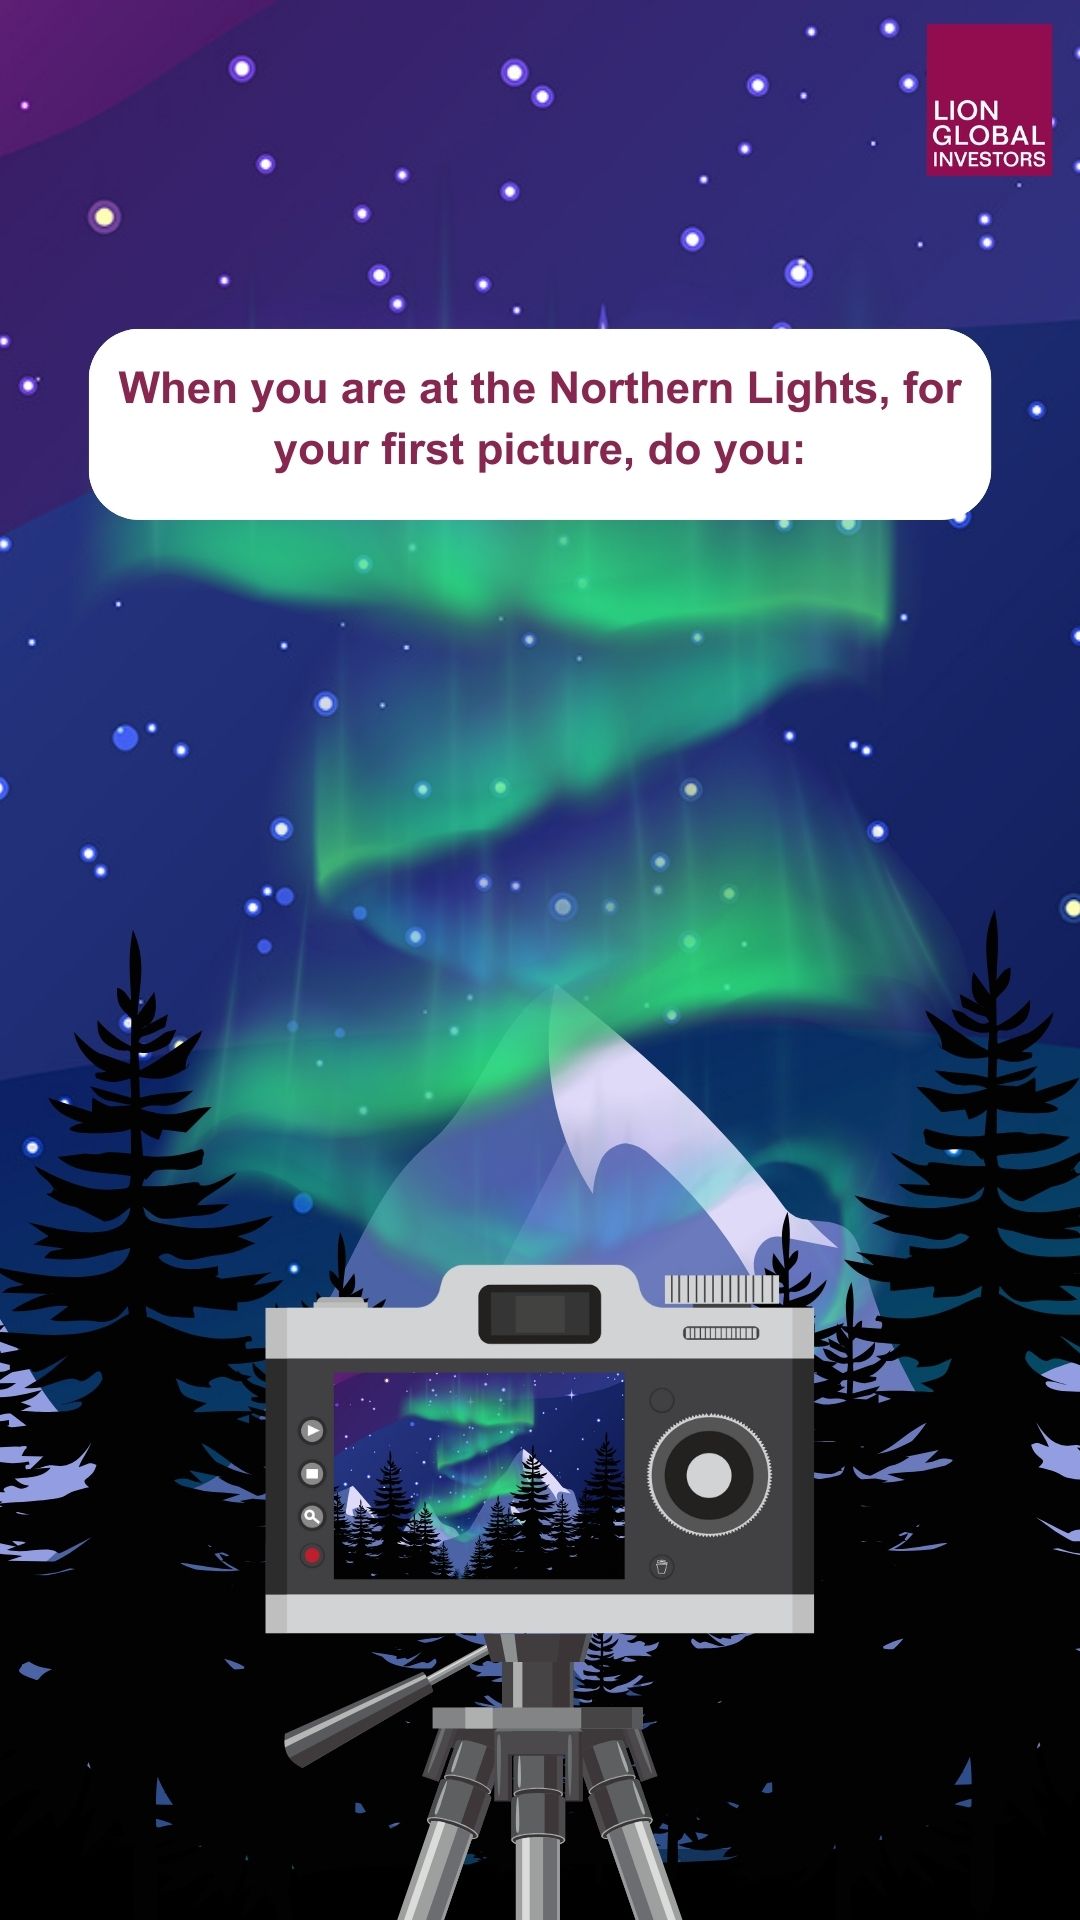 LION
GLOBAL
INVESTORS
When you are at the Northern Lights, for
your first picture, do you: